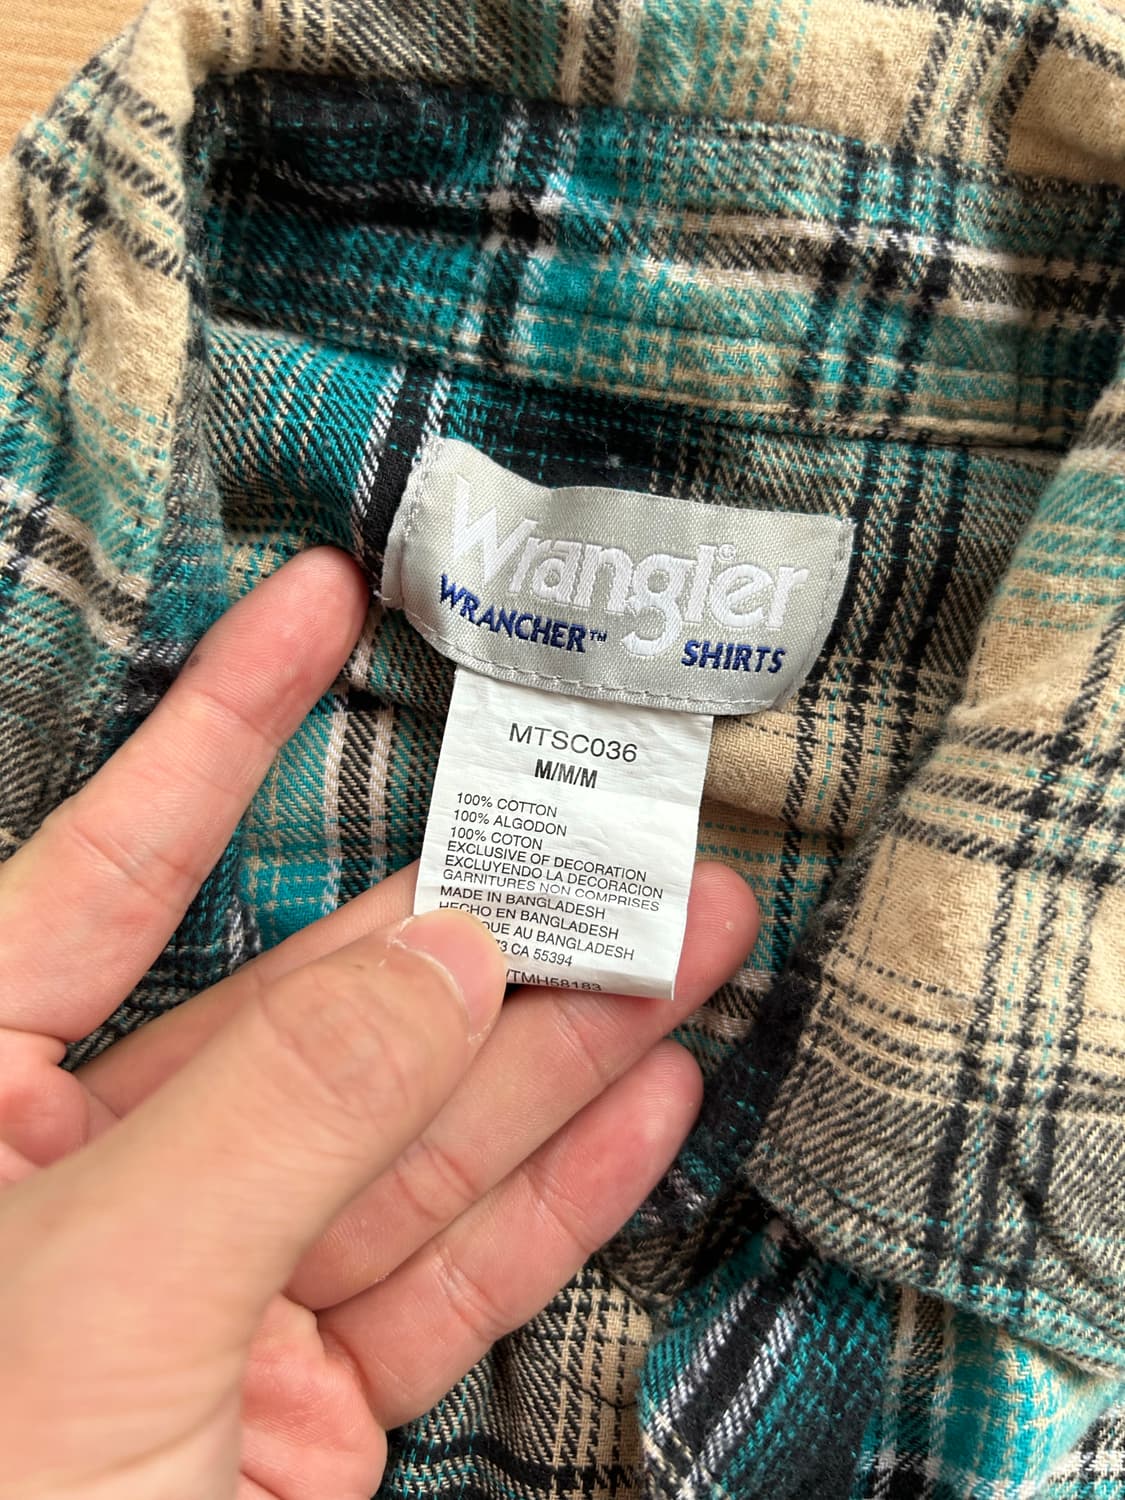 Wrangler®
WRANCHER™ SHIRTS
MTSC036
M/M/M
100% COTTON
100% ALGODON
100% COTON
EXCLUSIVE OF DECORATION
EXCLUYENDO LA DECORACION
GARNITURES NON COMPRISES
MADE IN BANGLADESH
HECHO EN BANGLADESH
AU BANGLADESH
CA 55394